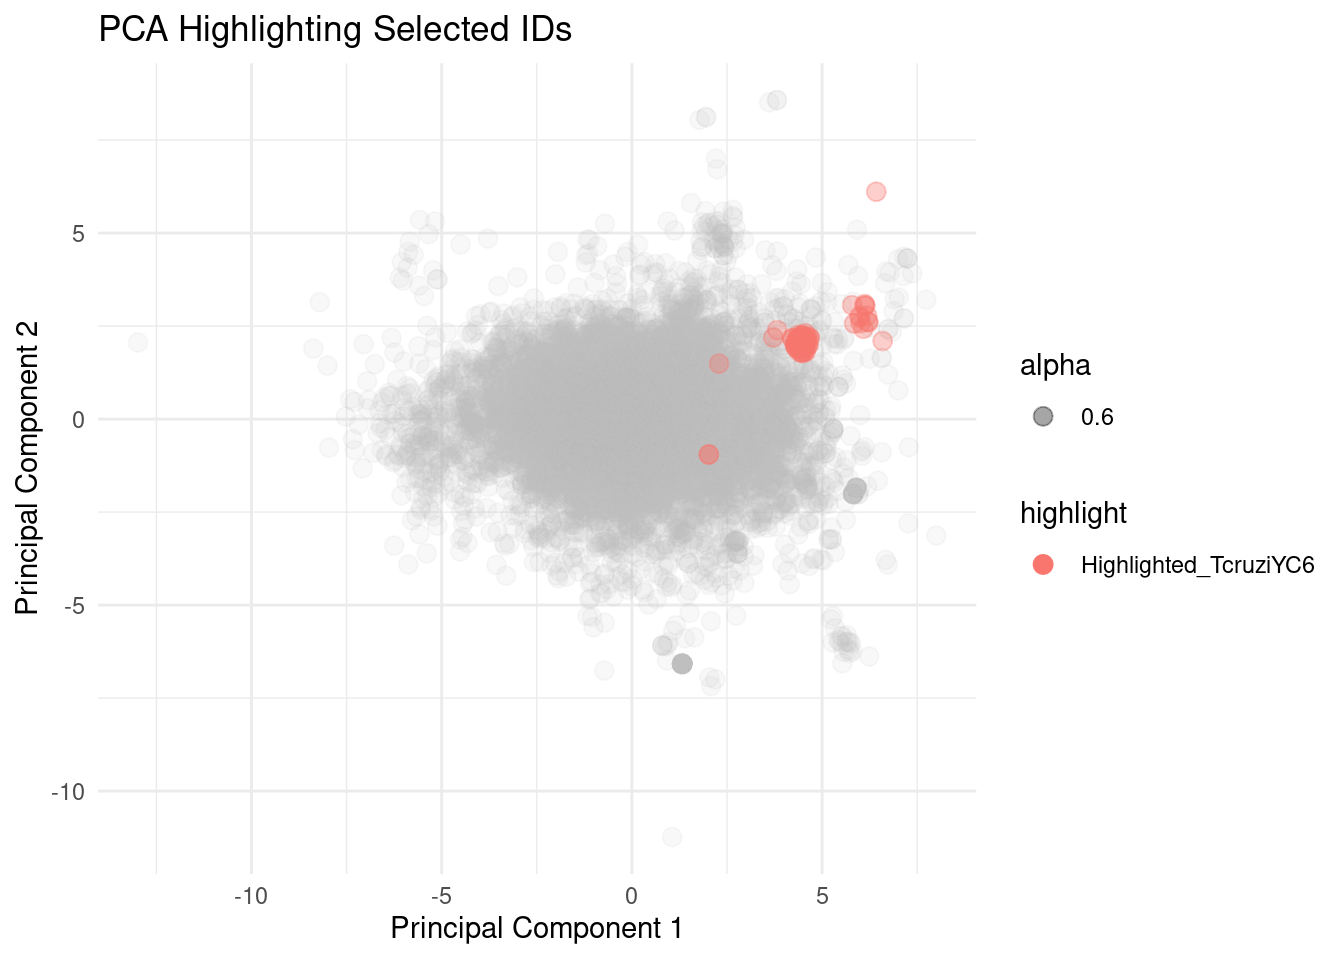 PCA Highlighting Selected IDs
Principal Component 2
5
0
-5
-10
-10
-5
0
5
Principal Component 1
alpha
0.6
highlight
Highlighted_TcruziYC6